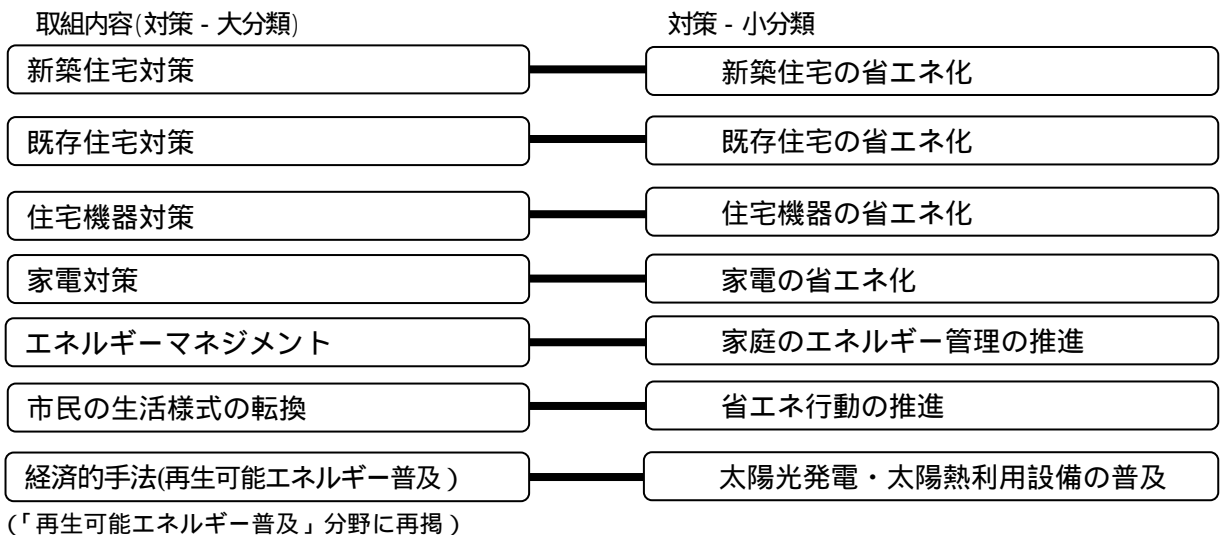 取組内容(対策 - 大分類) 対策 - 小分類
新築住宅対策 新築住宅の省エネ化
既存住宅対策 既存住宅の省エネ化
住宅機器対策 住宅機器の省エネ化
家電対策 家電の省エネ化
エネルギーマネジメント 家庭のエネルギー管理の推進
市民の生活様式の転換 省エネ行動の推進
経済的手法(再生可能エネルギー普及) 太陽光発電・太陽熱利用設備の普及
(「再生可能エネルギー普及」分野に再掲)